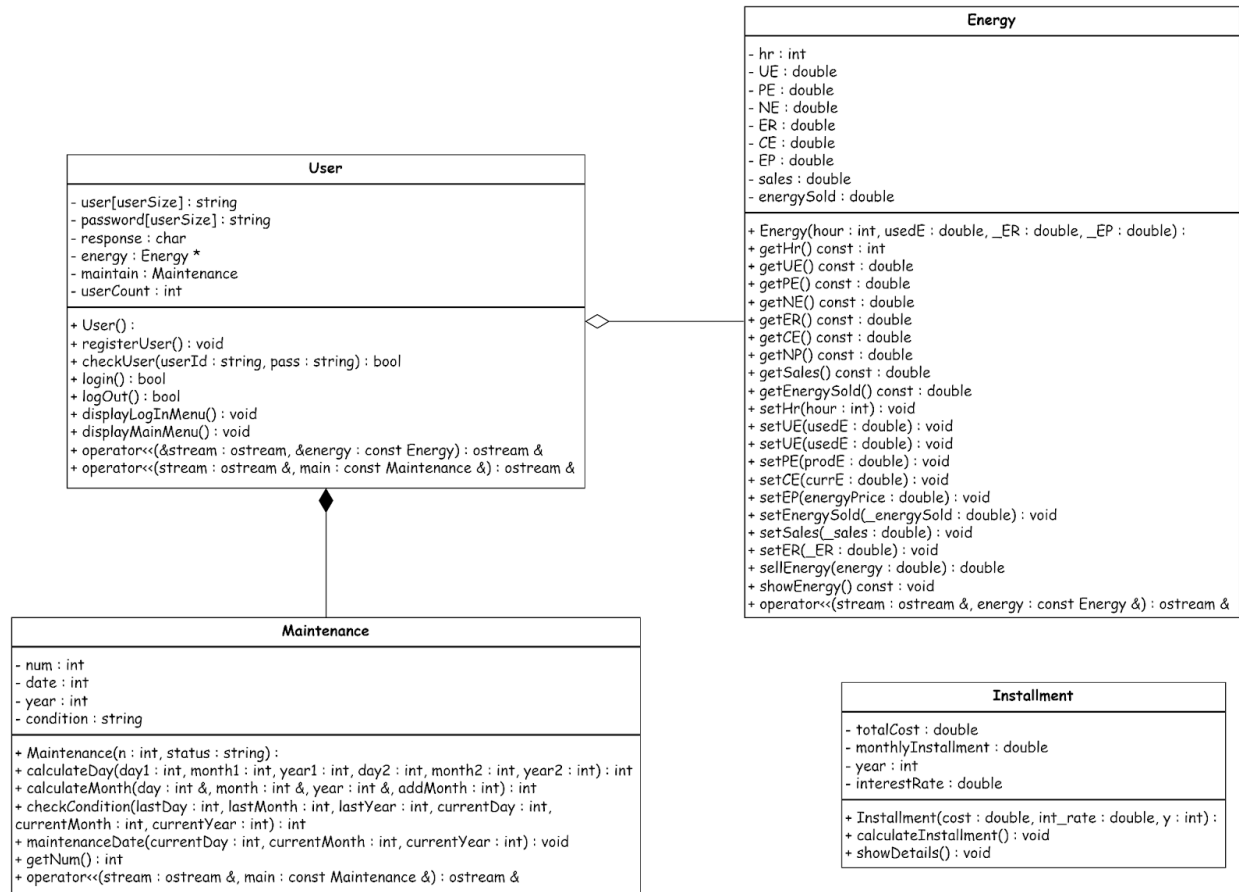 Energy
- hr : int
- UE : double
- PE : double
- NE : double
- ER : double
- CE : double
- EP : double
- sales : double
- energySold : double
+ Energy(hour : int, usedE : double, _ER : double, _EP : double) :
+ getHr() const : int
+ getUE() const : double
+ getPE() const : double
+ getNE() const : double
+ getER() const : double
+ getCE() const : double
+ getNP() const : double
+ getSales() const : double
+ getEnergySold() const : double
+ setHr(hour : int) : void
+ setUE(usedE : double) : void
+ setUE(usedE : double) : void
+ setPE(prodE : double) : void
+ setCE(currE : double) : void
+ setEP(energyPrice : double) : void
+ setEnergySold(_energySold : double) : void
+ setSales(_sales : double) : void
+ setER(_ER : double) : void
+ sellEnergy(energy : double) : double
+ showEnergy() const : void
+ operator<<(stream : ostream &, energy : const Energy &) : ostream &
User
- user[userSize] : string
- password[userSize] : string
- response : char
- energy : Energy *
- maintain : Maintenance
- userCount : int
+ User() :
+ registerUser() : void
+ checkUser(userId : string, pass : string) : bool
+ login() : bool
+ logOut() : bool
+ displayLogInMenu() : void
+ displayMainMenu() : void
+ operator<<(&stream : ostream, &energy : const Energy) : ostream &
+ operator<<(stream : ostream &, main : const Maintenance &) : ostream &
Maintenance
- num : int
- date : int
- year : int
- condition : string
+ Maintenance(n : int, status : string) :
+ calculateDay(day1 : int, month1 : int, year1 : int, day2 : int, month2 : int, year2 : int) : int
+ calculateMonth(day : int &, month : int &, year : int &, addMonth : int) : int
+ checkCondition(lastDay : int, lastMonth : int, lastYear : int, currentDay : int,
currentMonth : int, currentYear : int) : int
+ maintenanceDate(currentDay : int, currentMonth : int, currentYear : int) : void
+ getNum() : int
+ operator<<(stream : ostream &, main : const Maintenance &) : ostream &
Installment
- totalCost : double
- monthlyInstallment : double
- year : int
- interestRate : double
+ Installment(cost : double, int_rate : double, y : int) :
+ calculateInstallment() : void
+ showDetails() : void